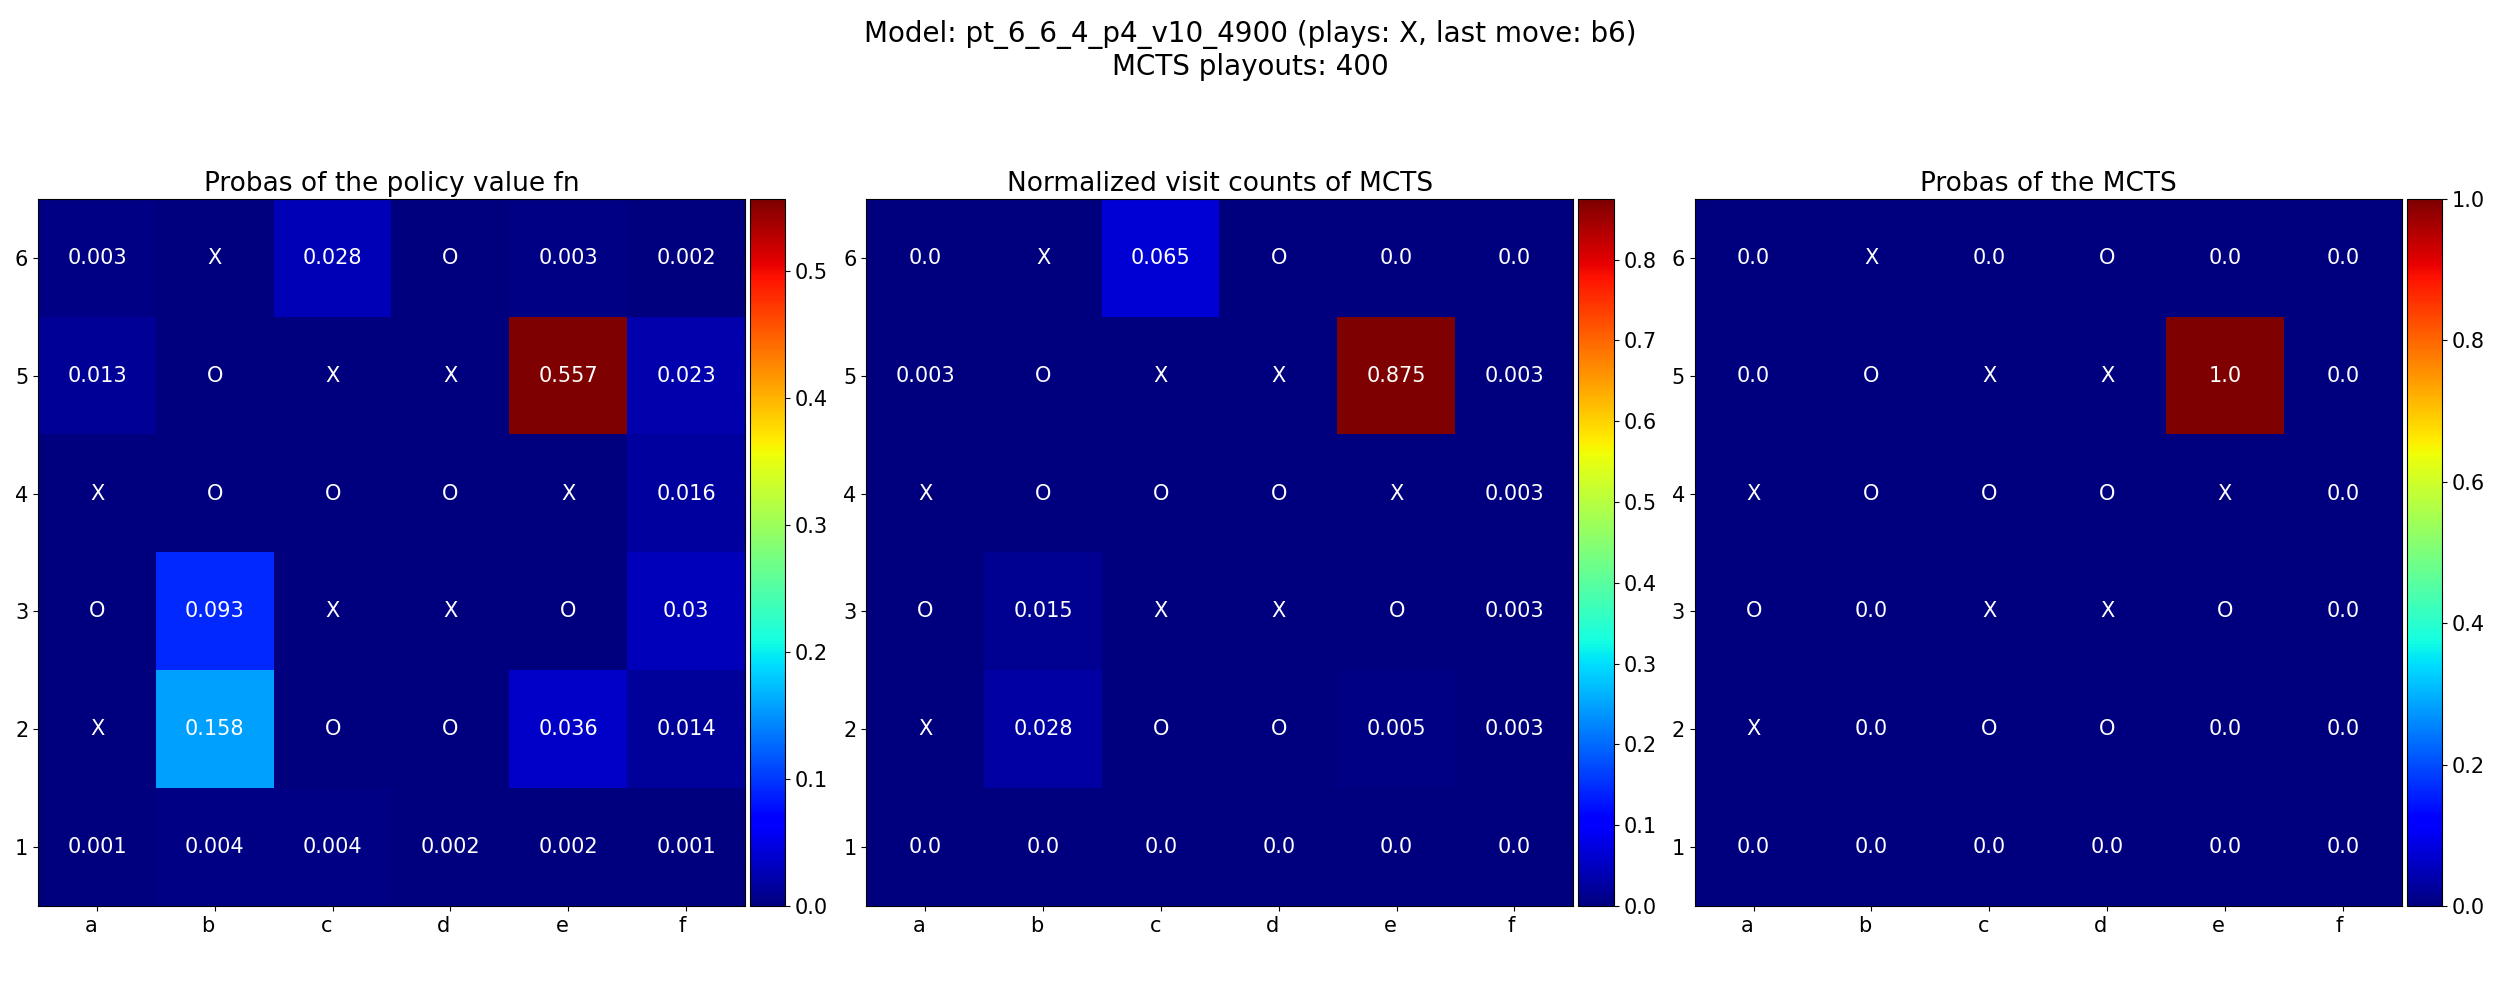 Model: pt_6_6_4_p4_v10_4900 (plays: X, last move: b6)
MCTS playouts: 400
Probas of the policy value fn
6 0.003 X 0.028 O 0.003 0.002
5 0.013 O X X 0.557 0.023
4 X O O O X 0.016
3 O 0.093 X X O 0.03
2 X 0.158 O O 0.036 0.014
1 0.001 0.004 0.004 0.002 0.002 0.001
a b c d e f
0.5
0.4
0.3
0.2
0.1
0.0
Normalized visit counts of MCTS
6 0.0 X 0.065 O 0.0 0.0
5 0.003 O X X 0.875 0.003
4 X O O O X 0.003
3 O 0.015 X X O 0.003
2 X 0.028 O O 0.005 0.003
1 0.0 0.0 0.0 0.0 0.0 0.0
a b c d e f
0.8
0.7
0.6
0.5
0.4
0.3
0.2
0.1
0.0
Probas of the MCTS
6 0.0 X 0.0 O 0.0 0.0
5 0.0 O X X 1.0 0.0
4 X O O O X 0.0
3 O 0.0 X X O 0.0
2 X 0.0 O O 0.0 0.0
1 0.0 0.0 0.0 0.0 0.0 0.0
a b c d e f
1.0
0.8
0.6
0.4
0.2
0.0